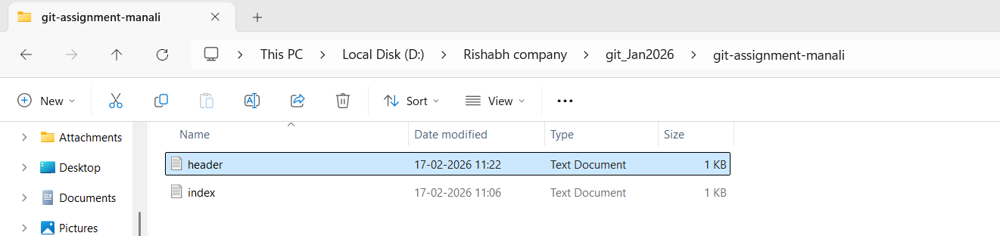 git-assignment-manali
This PC > Local Disk (D:) > Rishabh company > git_Jan2026 > git-assignment-manali
New Sort View
Attachments
Desktop
Documents
Pictures
Name Date modified Type Size
header 17-02-2026 11:22 Text Document 1 KB
index 17-02-2026 11:06 Text Document 1 KB